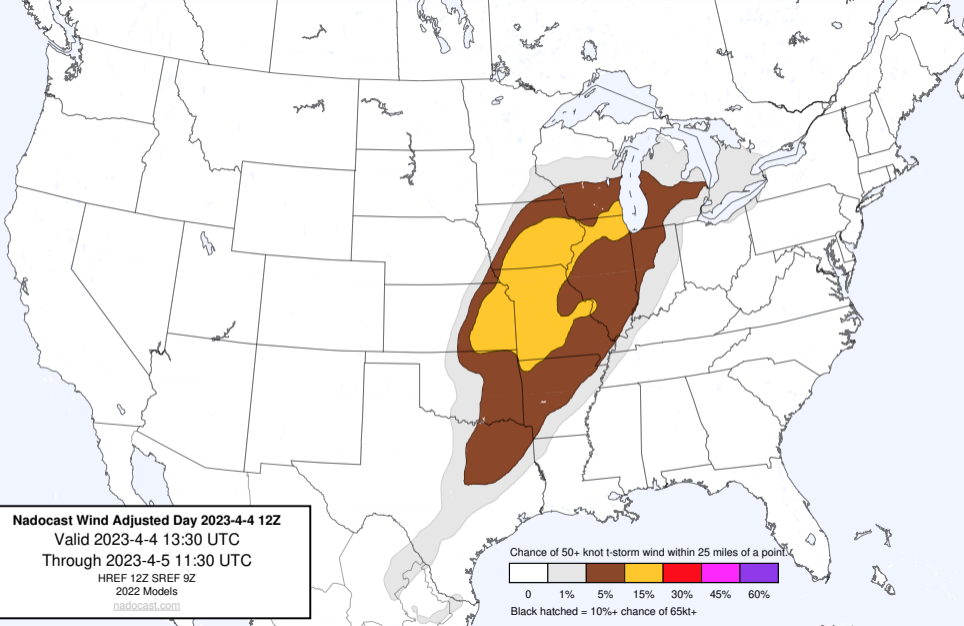 Nadocast Wind Adjusted Day 2023-4-4 12Z
Valid 2023-4-4 13:30 UTC
Through 2023-4-5 11:30 UTC
HREF 12Z SREF 9Z
2022 Models
nadocast.com
Chance of 50+ knot t-storm wind within 25 miles of a point.
0 1% 5% 15% 30% 45% 60%
Black hatched = 10%+ chance of 65kt+